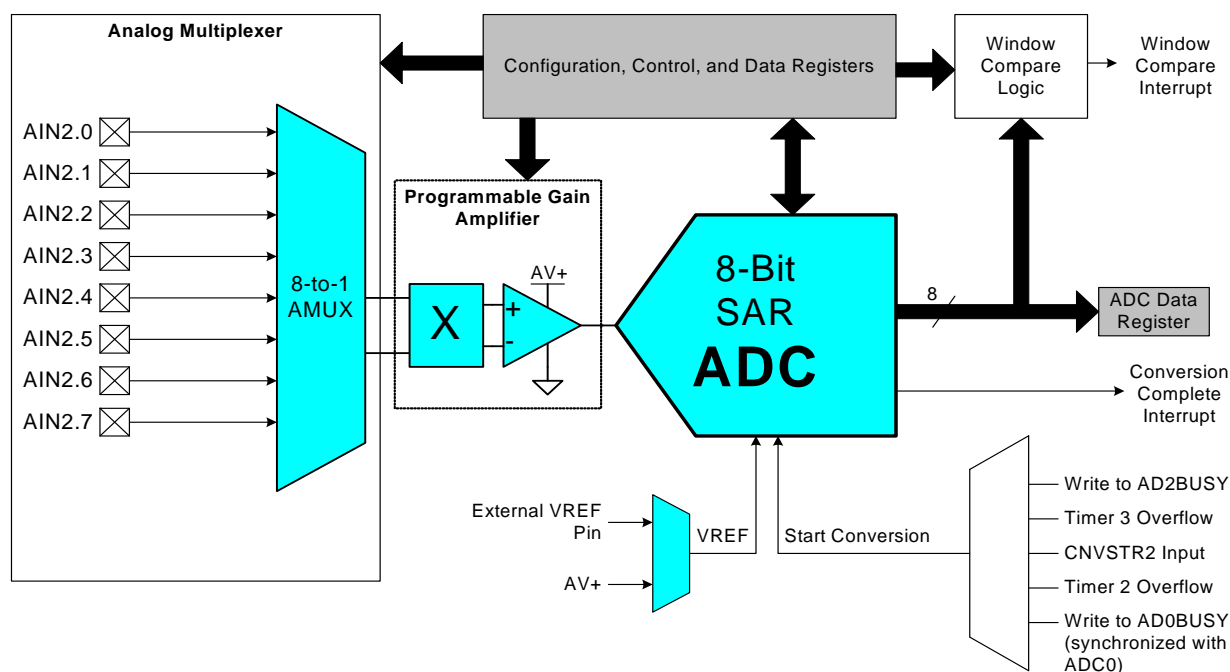 Analog Multiplexer
AIN2.0
AIN2.1
AIN2.2
AIN2.3
AIN2.4
AIN2.5
AIN2.6
AIN2.7
8-to-1
AMUX
Configuration, Control, and Data Registers
Window
Compare
Logic
Window
Compare
Interrupt
Programmable Gain
Amplifier
X
+
-
AV+
8-Bit
SAR
ADC
8
ADC Data
Register
Conversion
Complete
Interrupt
External VREF
Pin
AV+
VREF
Start Conversion
Write to AD2BUSY
Timer 3 Overflow
CNVSTR2 Input
Timer 2 Overflow
Write to AD0BUSY
(synchronized with
ADC0)